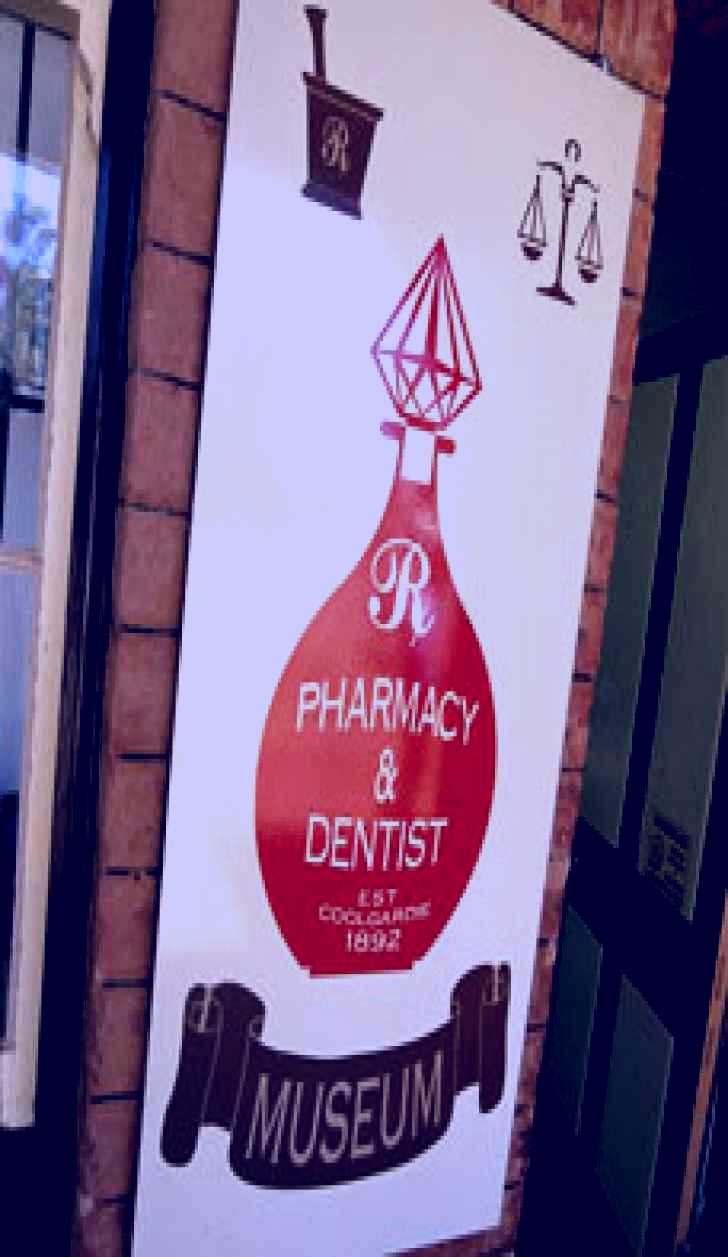 R
R
PHARMACY
&
DENTIST
EST
COOLGARDIE
1892
MUSEUM